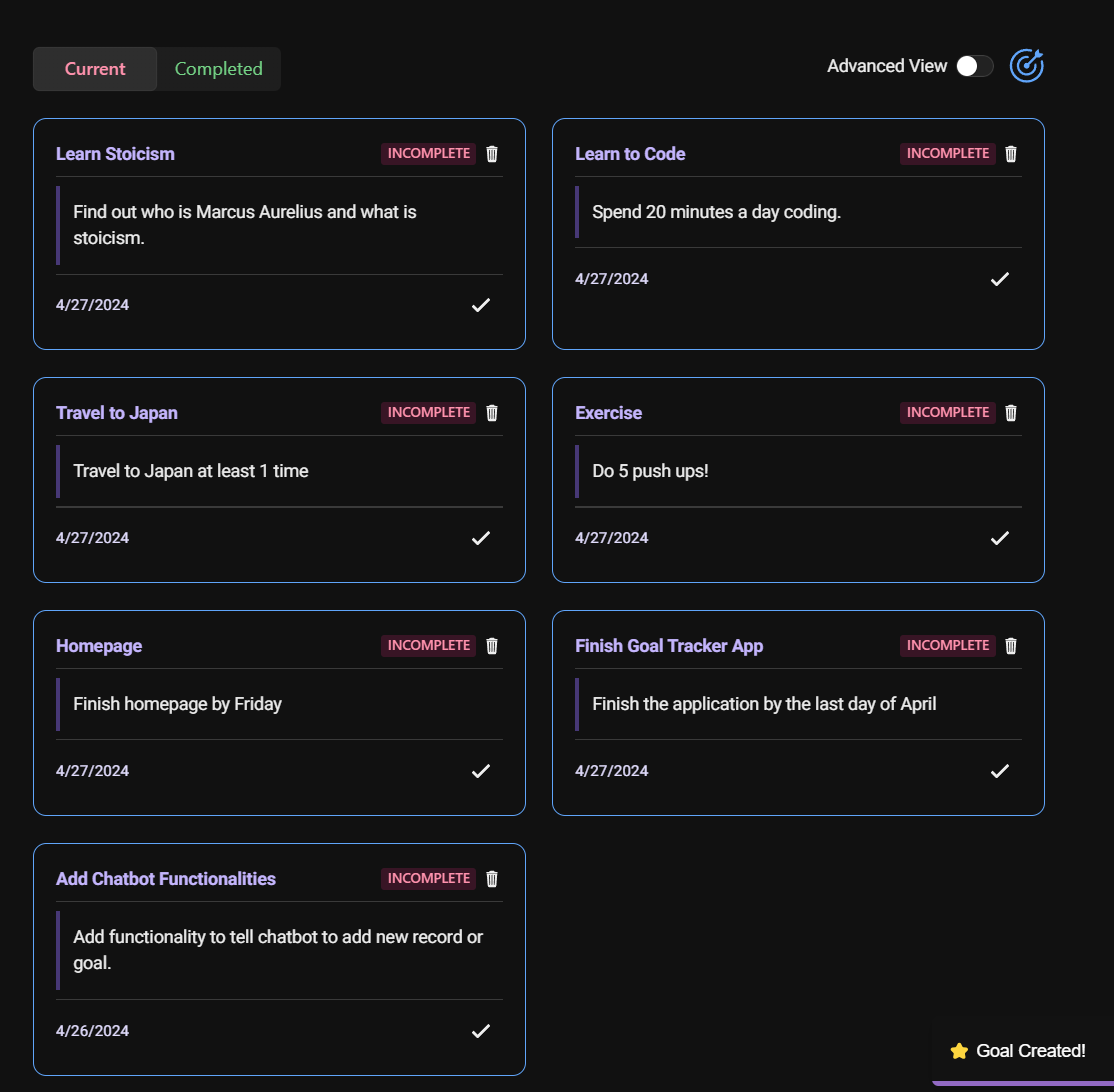 Current
Completed
Advanced View
Learn Stoicism
INCOMPLETE
Find out who is Marcus Aurelius and what is
stoicism.
4/27/2024
Learn to Code
INCOMPLETE
Spend 20 minutes a day coding.
4/27/2024
Travel to Japan
INCOMPLETE
Travel to Japan at least 1 time
4/27/2024
Exercise
INCOMPLETE
Do 5 push ups!
4/27/2024
Homepage
INCOMPLETE
Finish homepage by Friday
4/27/2024
Finish Goal Tracker App
INCOMPLETE
Finish the application by the last day of April
4/27/2024
Add Chatbot Functionalities
INCOMPLETE
Add functionality to tell chatbot to add new record or
goal.
4/26/2024
Goal Created!